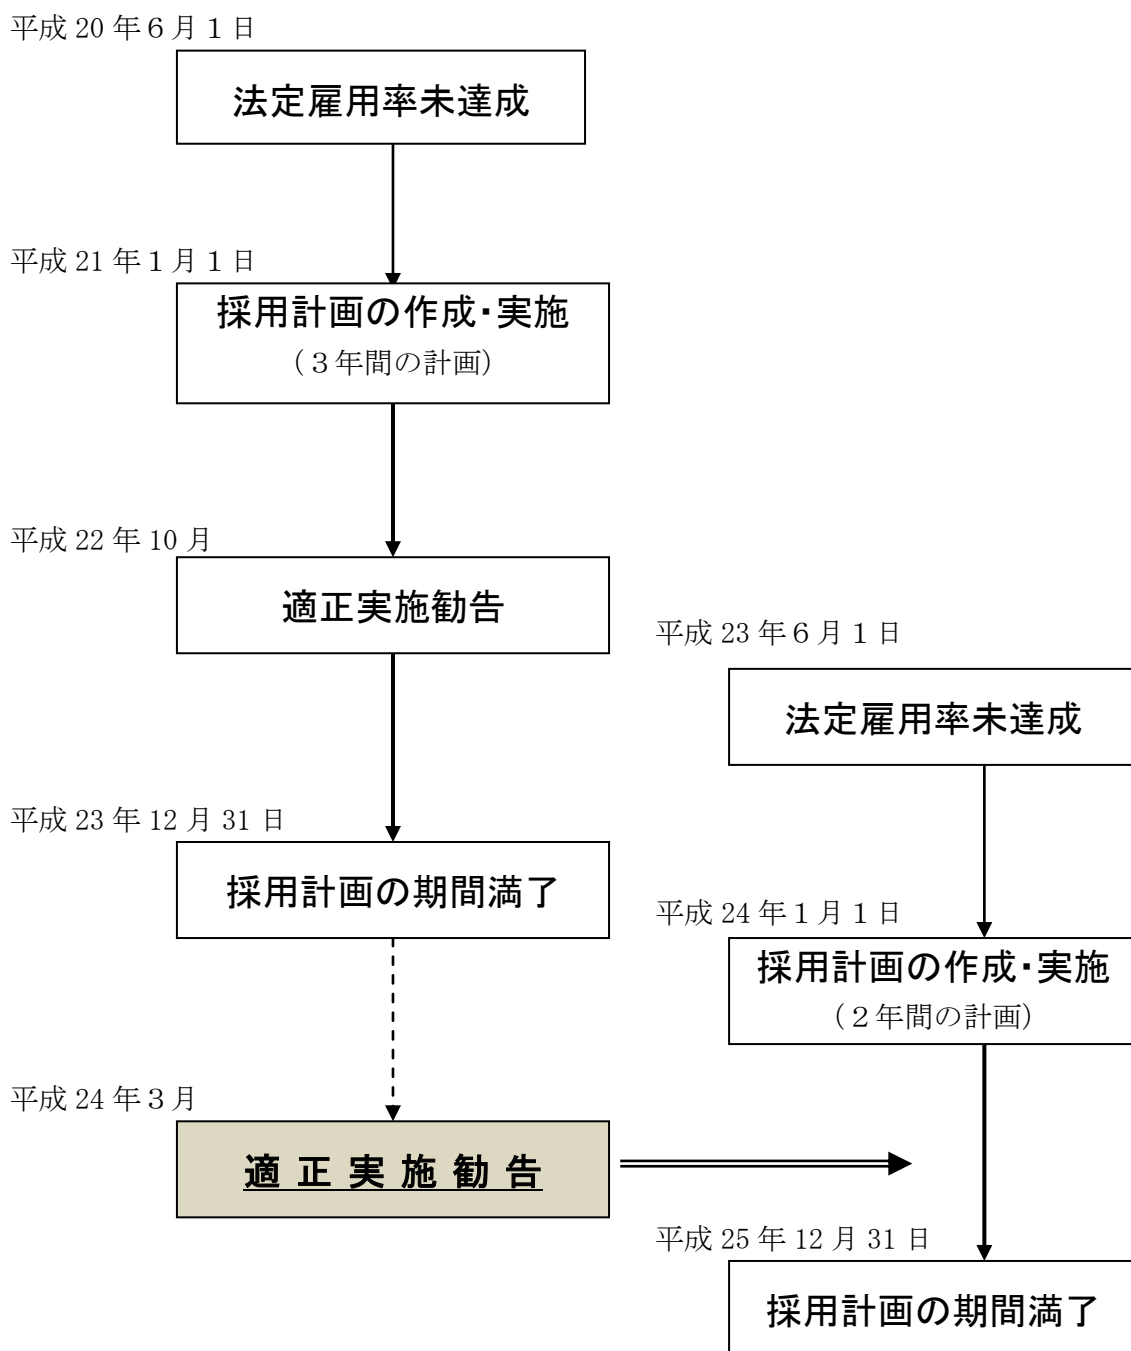 平成 20 年６月１日
法定雇用率未達成
平成 21 年１月１日
採用計画の作成・実施
（３年間の計画）
平成 22 年 10 月
適正実施勧告
平成 23 年６月１日
法定雇用率未達成
平成 23 年 12 月 31 日
採用計画の期間満了
平成 24 年１月１日
採用計画の作成・実施
（２年間の計画）
平成 24 年３月
適 正 実 施 勧 告
平成 25 年 12 月 31 日
採用計画の期間満了